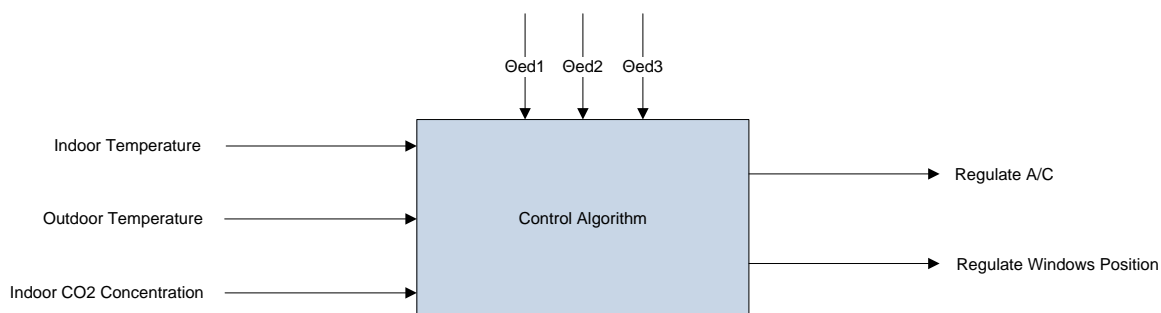 Θed1 Θed2 Θed3
Indoor Temperature
Regulate A/C
Outdoor Temperature
Control Algorithm
Regulate Windows Position
Indoor CO2 Concentration